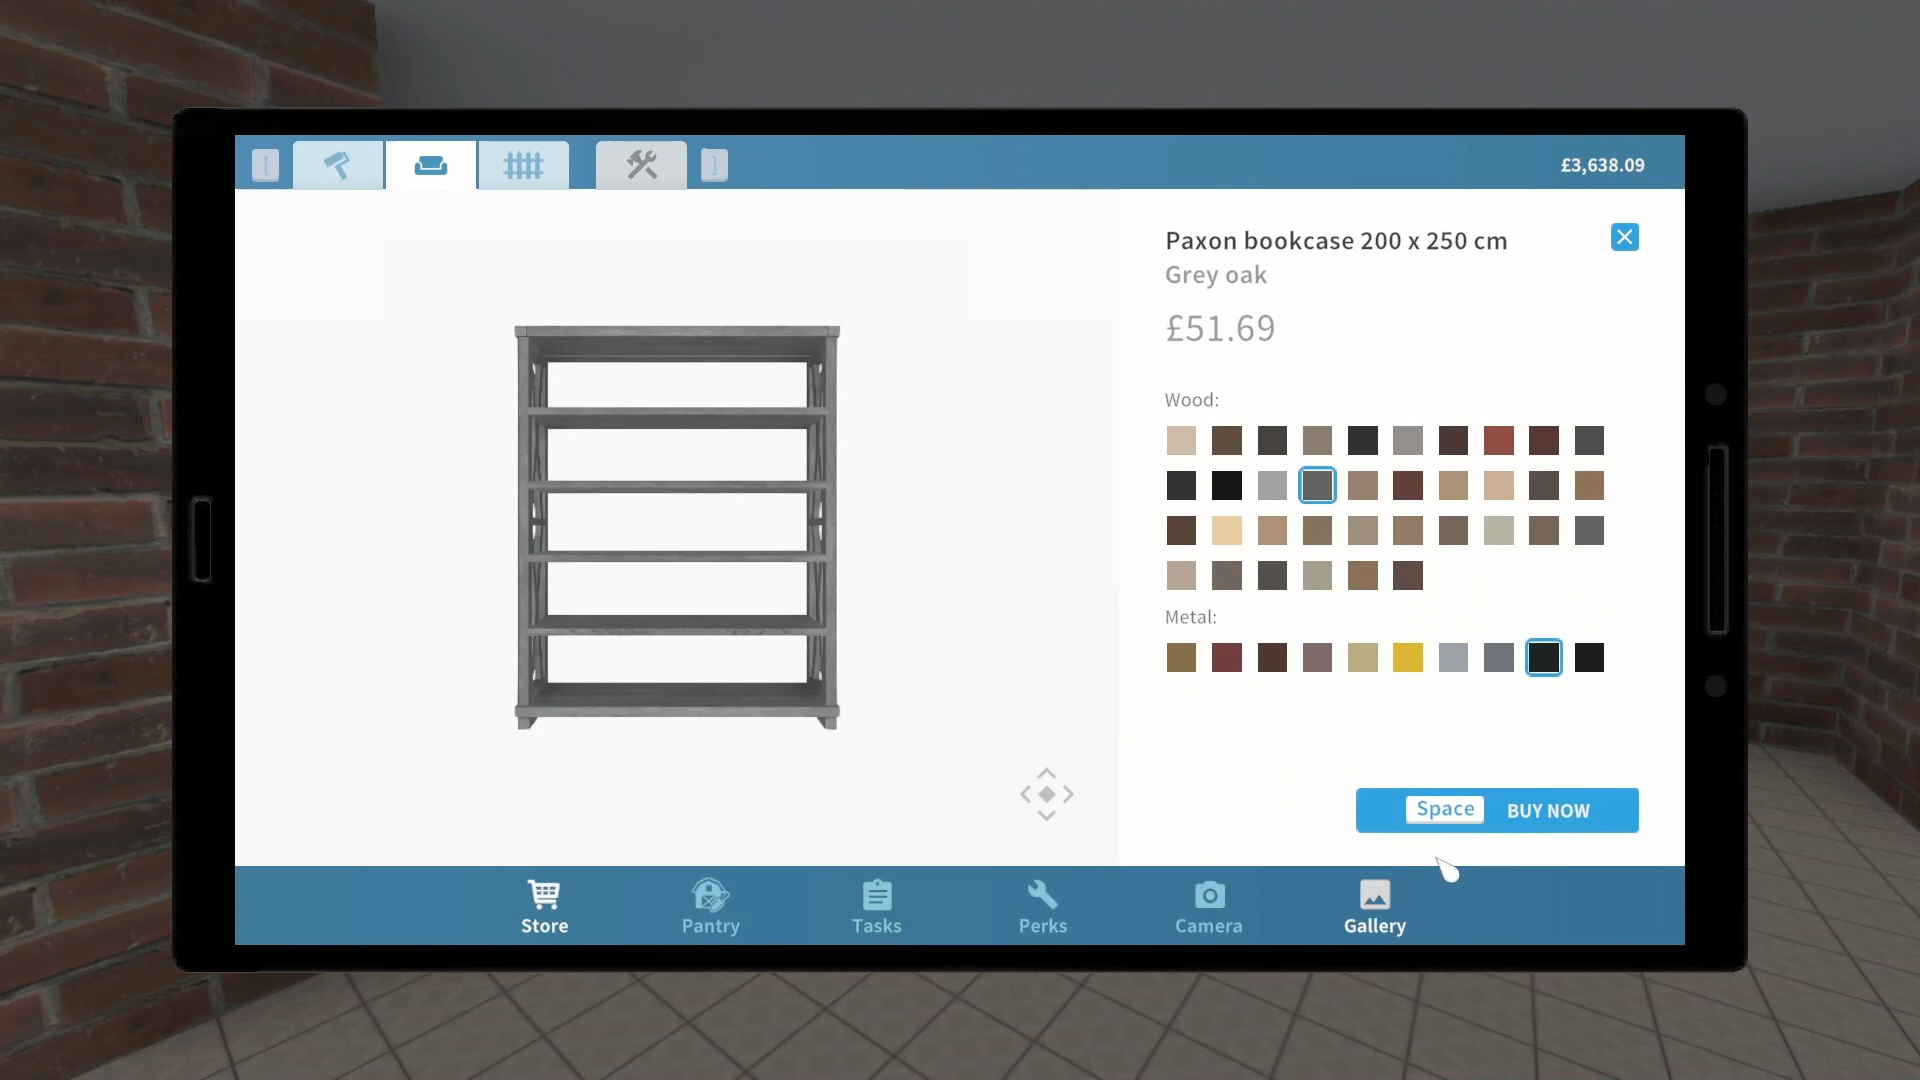 [
]
£3,638.09
Paxon bookcase 200 x 250 cm
Grey oak
£51.69
Wood:
Metal:
Space BUY NOW
Store
Pantry
Tasks
Perks
Camera
Gallery